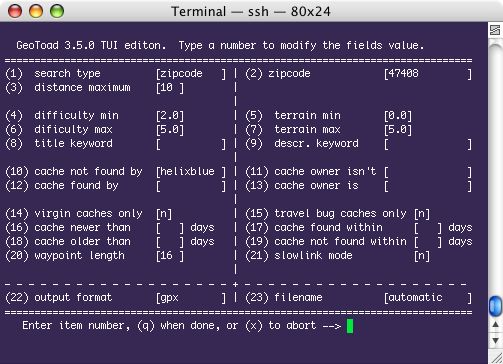 Terminal — ssh — 80x24
GeoToad 3.5.0 TUI editon. Type a number to modify the fields value.
==========================================================================
(1) search type [zipcode ] | (2) zipcode [47408 ]
(3) distance maximum [10 ] |
|
(4) difficulty min [2.0] | (5) terrain min [0.0]
(6) dificulty max [5.0] | (7) terrain max [5.0]
(8) title keyword [ ] | (9) descr. keyword [ ]
|
(10) cache not found by [helixblue ] | (11) cache owner isn't [ ]
(12) cache found by [ ] | (13) cache owner is [ ]
|
(14) virgin caches only [n] | (15) travel bug caches only [n]
(16) cache newer than [ ] days | (17) cache found within [ ] days
(18) cache older than [ ] days | (19) cache not found within [ ] days
(20) waypoint length [16 ] | (21) slowlink mode [n]
|
- - - - - - - - - - - - - - - - - - - + - - - - - - - - - - - - - - - - - -
(22) output format [gpx ] | (23) filename [automatic ]
==========================================================================
Enter item number, (q) when done, or (x) to abort -->